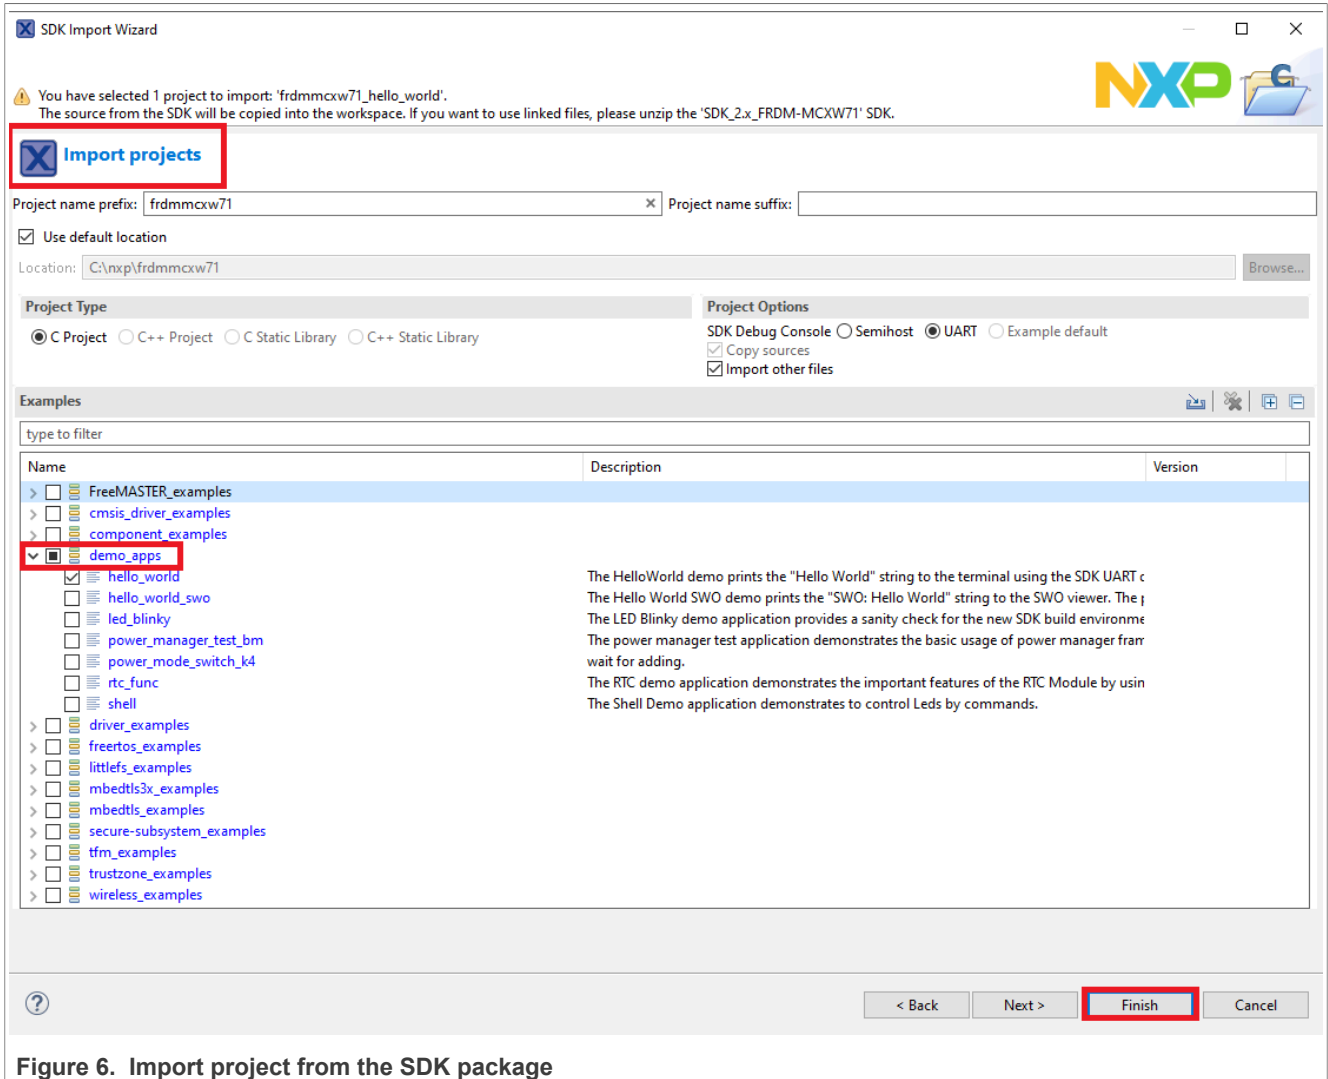 SDK Import Wizard
NXP
You have selected 1 project to import: 'frdmmcxw71_hello_world'.
The source from the SDK will be copied into the workspace. If you want to use linked files, please unzip the 'SDK_2.x_FRDM-MCXW71' SDK.
Import projects
Project name prefix: frdmmcxw71 Project name suffix:
Use default location
Location: C:\nxp\frdmmcxw71 Browse...
Project Type Project Options
C Project C++ Project C Static Library C++ Static Library
SDK Debug Console Semihost UART Example default
Copy sources
Import other files
Examples
type to filter
Name Description Version
FreeMASTER_examples
cmsis_driver_examples
component_examples
demo_apps
hello_world The HelloWorld demo prints the "Hello World" string to the terminal using the SDK UART
hello_world_swo The Hello World SWO demo prints the "SWO: Hello World" string to the SWO viewer. The
led_blinky The LED Blinky demo application provides a sanity check for the new SDK build environme
power_manager_test_bm The power manager test application demonstrates the basic usage of power manager fram
power_mode_switch_k4 wait for adding.
rtc_func The RTC demo application demonstrates the important features of the RTC Module by usin
shell The Shell Demo application demonstrates to control Leds by commands.
driver_examples
freertos_examples
littlefs_examples
mbedtls3x_examples
mbedtls_examples
secure-subsystem_examples
tfm_examples
trustzone_examples
wireless_examples
< Back Next > Finish Cancel
Figure 6. Import project from the SDK package